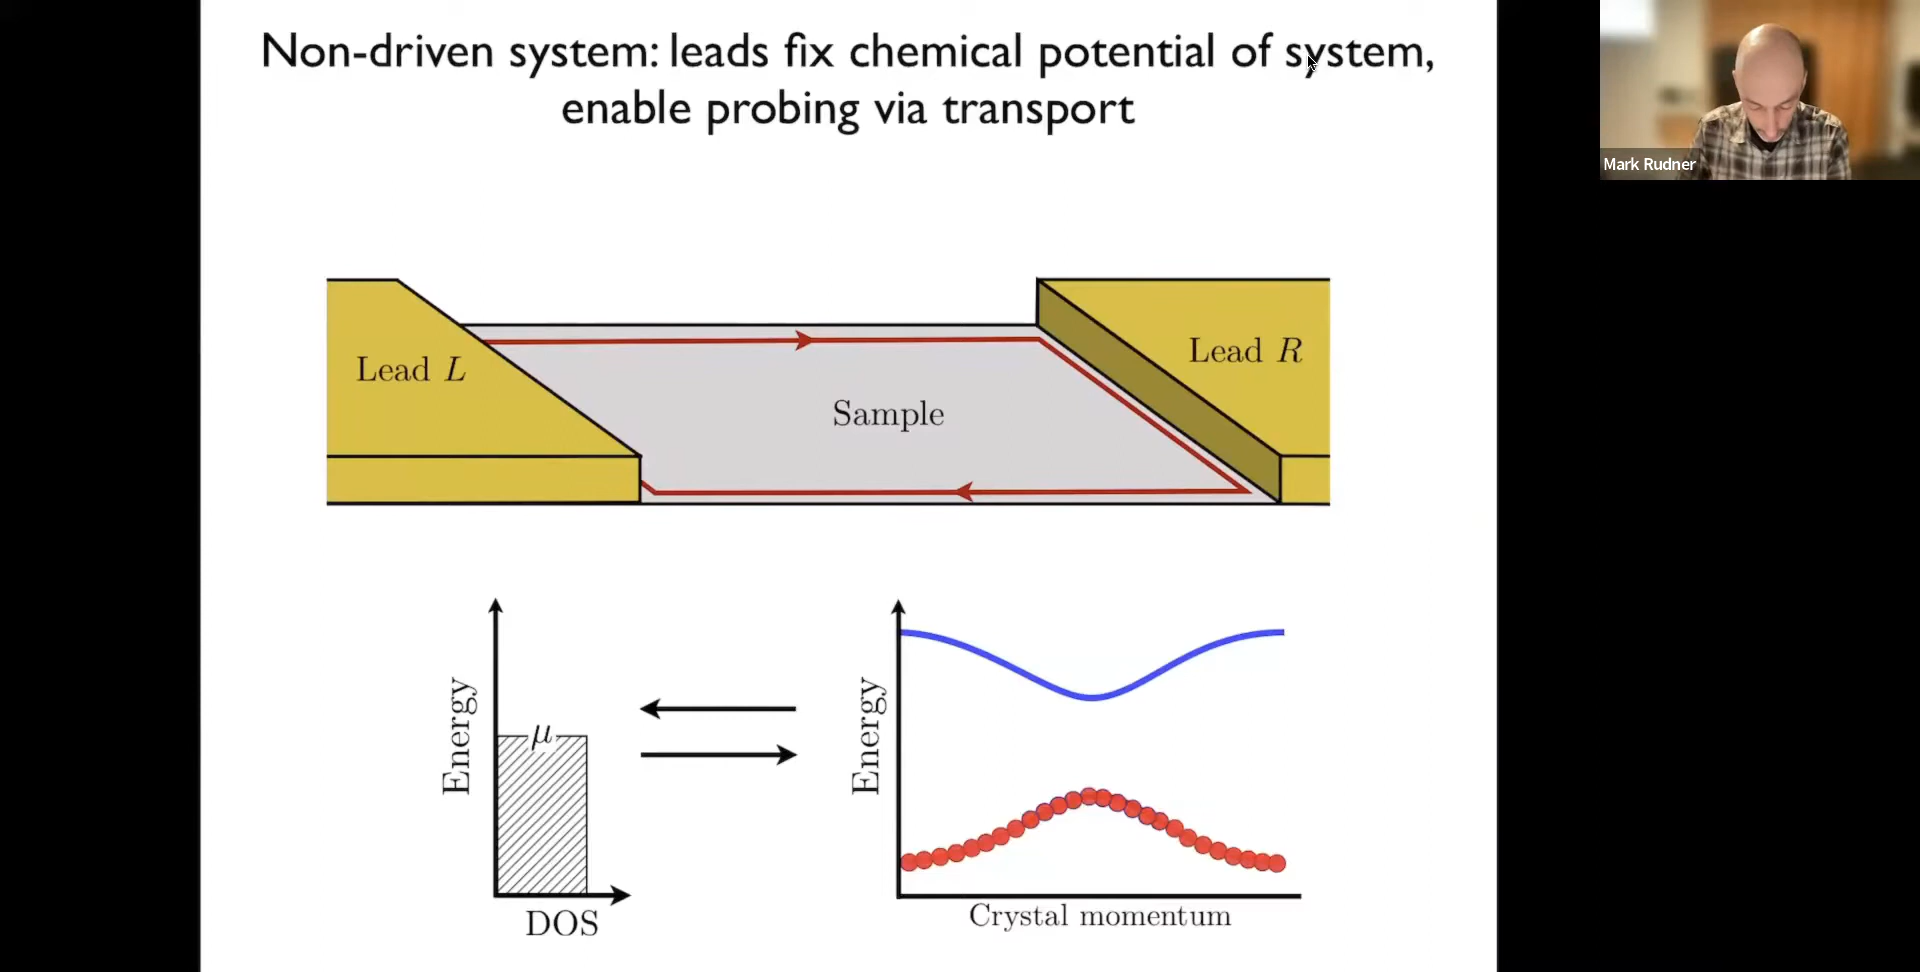 Non-driven system: leads fix chemical potential of system,
enable probing via transport
Mark Rudner
Lead L
Lead R
Sample
Energy
μ
DOS
Energy
Crystal momentum